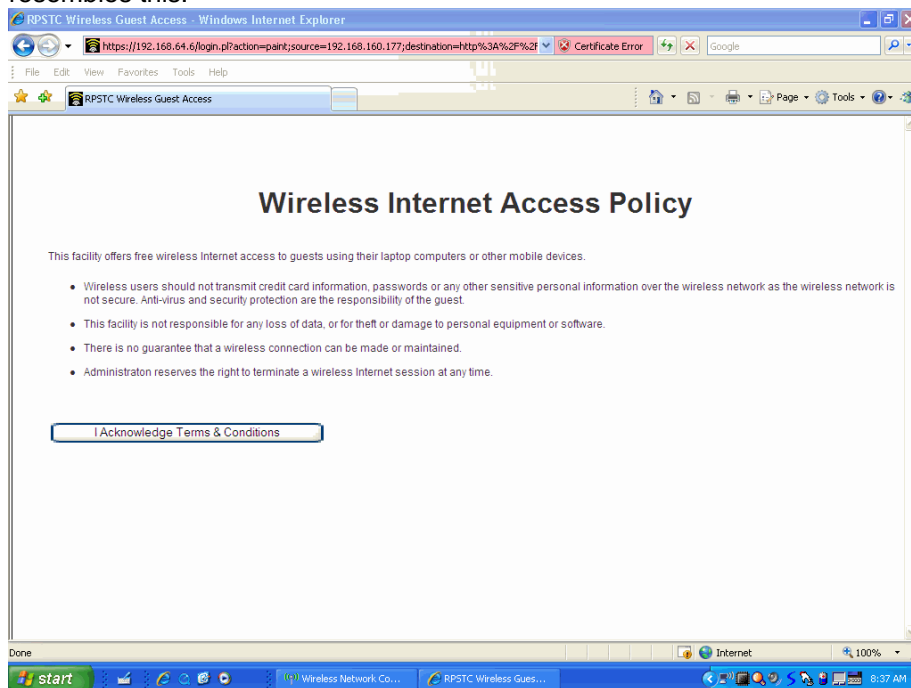 resembles this.
RPSTC Wireless Guest Access - Windows Internet Explorer
https://192.168.64.6/login.pl?action=paint;source=192.168.160.177;destination=http%3A%2F%2F
Certificate Error
Google
File Edit View Favorites Tools Help
RPSTC Wireless Guest Access
Page Tools
Wireless Internet Access Policy
This facility offers free wireless Internet access to guests using their laptop computers or other mobile devices.
• Wireless users should not transmit credit card information, passwords or any other sensitive personal information over the wireless network as the wireless network is
not secure. Anti-virus and security protection are the responsibility of the guest.
• This facility is not responsible for any loss of data, or for theft or damage to personal equipment or software.
• There is no guarantee that a wireless connection can be made or maintained.
• Administraton reserves the right to terminate a wireless Internet session at any time.
I Acknowledge Terms & Conditions
Done
Internet
100%
start
Wireless Network Co...
RPSTC Wireless Gues...
8:37 AM